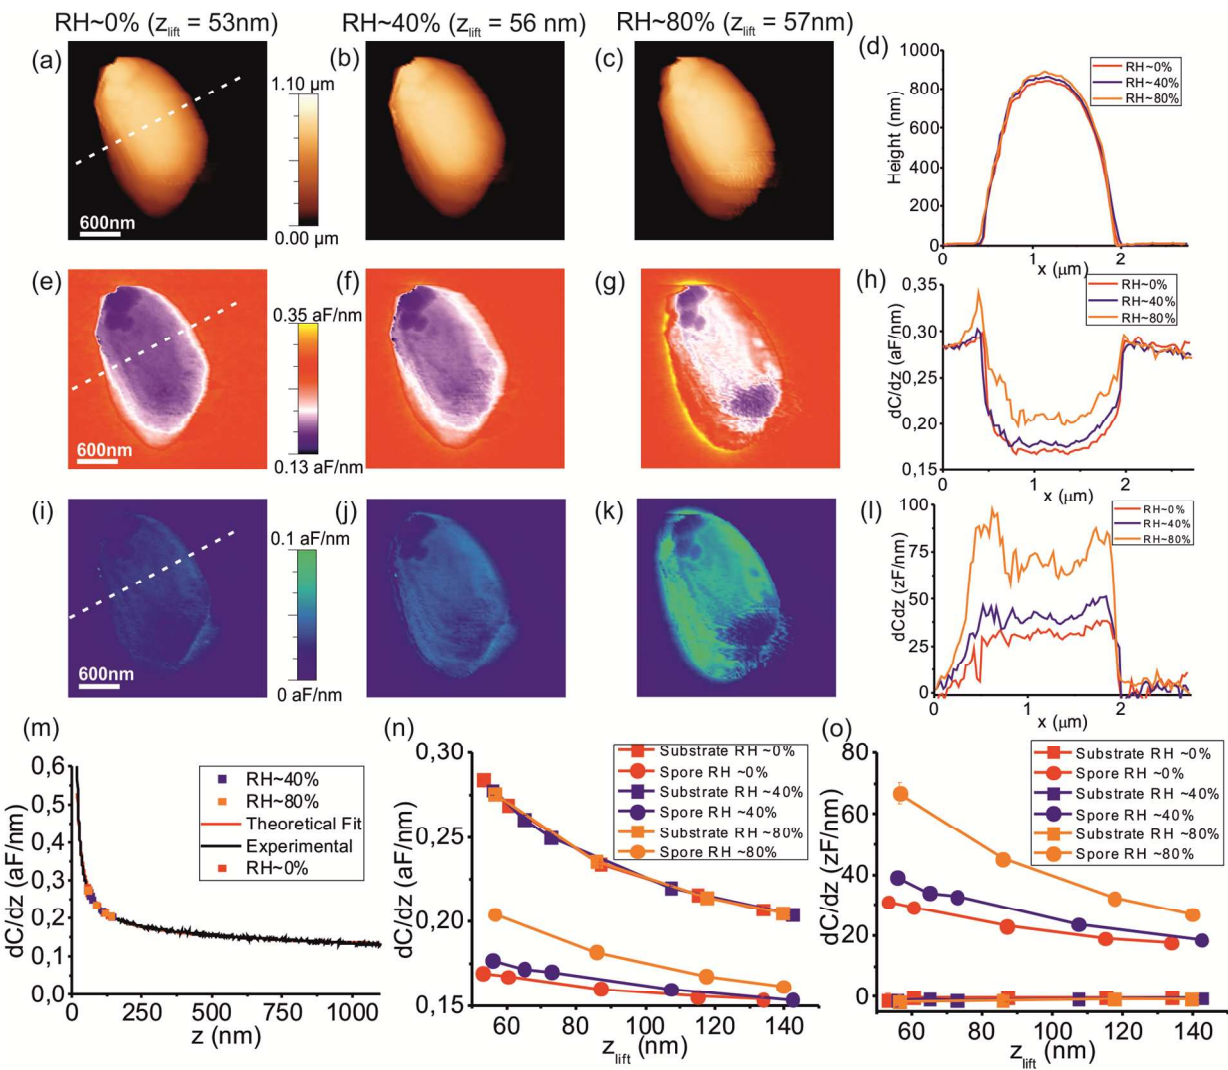 RH~0% (zlift = 53nm)
RH~40% (zlift = 56 nm)
RH~80% (zlift = 57nm)
(a)
1.10 µm
600nm
0.00 µm
(b)
(c)
(d)
1000
800
600
400
200
0
Height (nm)
RH~0%
RH~40%
RH~80%
0 1 2
x (µm)
(e)
0.35 aF/nm
600nm
0.13 aF/nm
(f)
(g)
(h)
0,35
0,30
0,25
0,20
0,15
dC/dz (aF/nm)
RH~0%
RH~40%
RH~80%
0 1 2
x (µm)
(i)
0.1 aF/nm
600nm
0 aF/nm
(j)
(k)
(l)
100
75
50
25
0
dCdz (zF/nm)
RH~0%
RH~40%
RH~80%
0 1 2
x (µm)
(m)
0,6
0,5
0,4
0,3
0,2
0,1
0,0
dC/dz (aF/nm)
RH~40%
RH~80%
Theoretical Fit
Experimental
RH~0%
0 250 500 750 1000
z (nm)
(n)
0,30
0,25
0,20
0,15
dC/dz (aF/nm)
Substrate RH ~0%
Spore RH ~0%
Substrate RH ~40%
Spore RH ~40%
Substrate RH ~80%
Spore RH ~80%
60 80 100 120 140
zlift (nm)
(o)
80
60
40
20
0
dC/dz (zF/nm)
Substrate RH ~0%
Spore RH ~0%
Substrate RH ~40%
Spore RH ~40%
Substrate RH ~80%
Spore RH ~80%
60 80 100 120 140
zlift (nm)